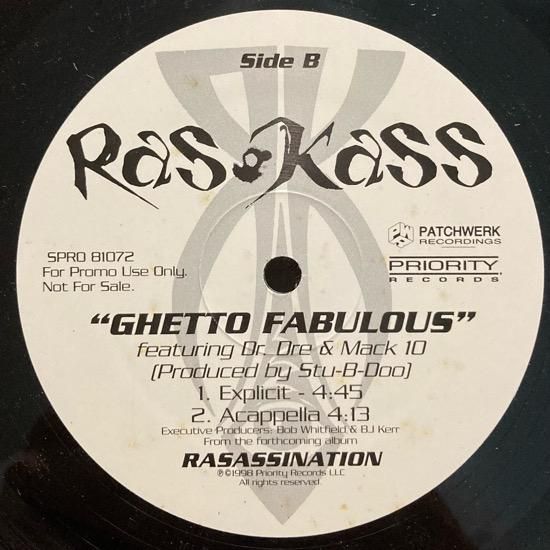 Side B
Ras Kass
PATCHWERK
RECORDINGS
PRIORITY
RECORDS
SPRO 81072
For Promo Use Only.
Not For Sale.
"GHETTO FABULOUS"
featuring Dr. Dre & Mack 10
(Produced by Stu-B-Doo)
1. Explicit - 4:45
2. Acappella 4:13
Executive Producers: Bob Whitfield & BJ Kerr
From the forthcoming album
RASASSINATION
℗©1998 Priority Records LLC
All rights reserved.